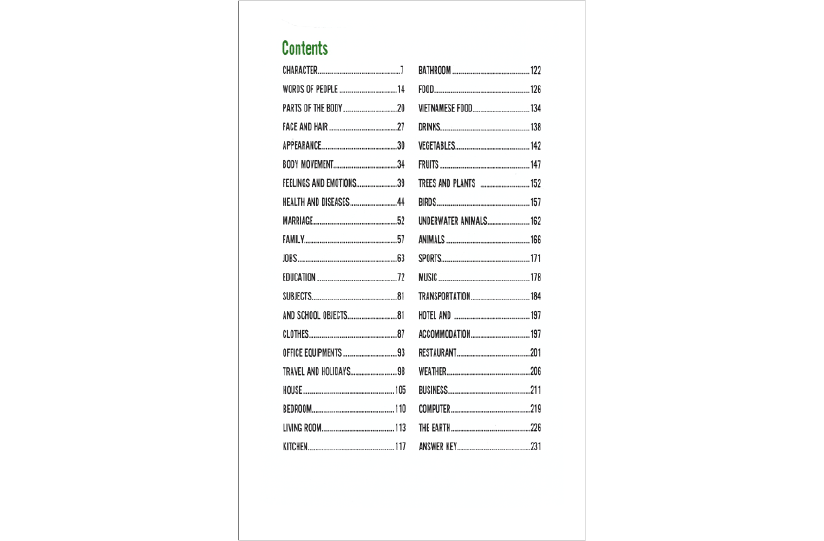 Contents
CHARACTER..........7
WORDS OF PEOPLE..........14
PARTS OF THE BODY..........20
FACE AND HAIR..........27
APPEARANCE..........30
BODY MOVEMENT..........34
FEELINGS AND EMOTIONS..........39
HEALTH AND DISEASES..........44
MARRIAGE..........52
FAMILY..........57
JOBS..........63
EDUCATION..........72
SUBJECTS..........81
AND SCHOOL OBJECTS..........81
CLOTHES..........87
OFFICE EQUIPMENTS..........93
TRAVEL AND HOLIDAYS..........98
HOUSE..........105
BEDROOM..........110
LIVING ROOM..........113
KITCHEN..........117
BATHROOM..........122
FOOD..........126
VIETNAMESE FOOD..........134
DRINKS..........138
VEGETABLES..........142
FRUITS..........147
TREES AND PLANTS ..........152
BIRDS..........157
UNDERWATER ANIMALS..........162
ANIMALS..........166
SPORTS..........171
MUSIC..........178
TRANSPORTATION..........184
HOTEL AND ..........197
ACCOMMODATION..........197
RESTAURANT..........201
WEATHER..........206
BUSINESS..........211
COMPUTER..........219
THE EARTH..........226
ANSWER KEY..........231